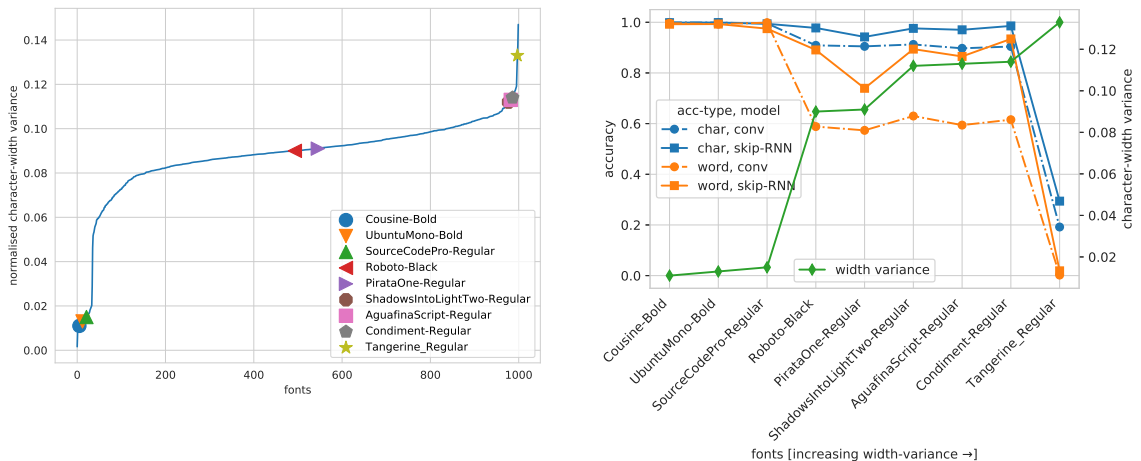 normalised character-width variance
0.14
0.12
0.10
0.08
0.06
0.04
0.02
0.00
0
200
400
600
800
1000
fonts
Cousine-Bold
UbuntuMono-Bold
SourceCodePro-Regular
Roboto-Black
PirataOne-Regular
ShadowsIntoLightTwo-Regular
AguafinaScript-Regular
Condiment-Regular
Tangerine_Regular
accuracy
1.0
0.8
0.6
0.4
0.2
0.0
acc-type, model
char, conv
char, skip-RNN
word, conv
word, skip-RNN
width variance
0.12
0.10
0.08
0.06
0.04
0.02
character-width variance
Cousine-Bold
UbuntuMono-Bold
SourceCodePro-Regular
Roboto-Black
PirataOne-Regular
ShadowsIntoLightTwo-Regular
AguafinaScript-Regular
Condiment-Regular
Tangerine_Regular
fonts [increasing width-variance →]